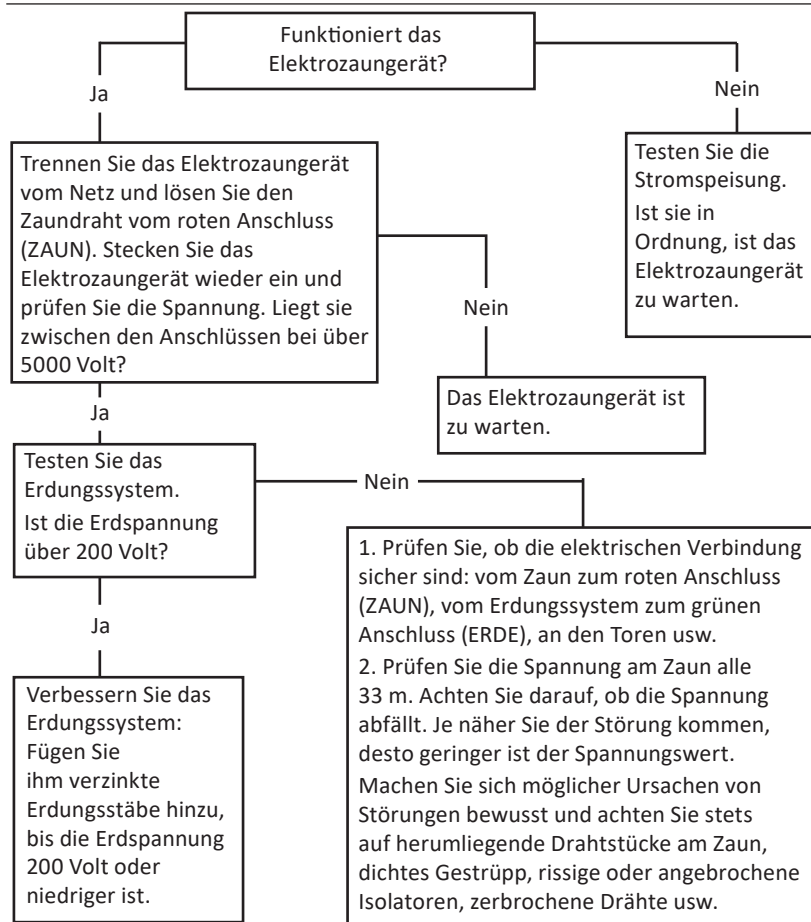 Funktioniert das
Elektrozaungerät?
Ja
Nein
Trennen Sie das Elektrozaungerät
vom Netz und lösen Sie den
Zaundraht vom roten Anschluss
(ZAUN). Stecken Sie das
Elektrozaungerät wieder ein und
prüfen Sie die Spannung. Liegt sie
zwischen den Anschlüssen bei über
5000 Volt?
Testen Sie die
Stromspeisung.
Ist sie in
Ordnung, ist das
Elektrozaungerät
zu warten.
Nein
Das Elektrozaungerät ist
zu warten.
Ja
Testen Sie das
Erdungssystem.
Ist die Erdspannung
über 200 Volt?
Nein
1. Prüfen Sie, ob die elektrischen Verbindung
sicher sind: vom Zaun zum roten Anschluss
(ZAUN), vom Erdungssystem zum grünen
Anschluss (ERDE), an den Toren usw.
2. Prüfen Sie die Spannung am Zaun alle
33 m. Achten Sie darauf, ob die Spannung
abfällt. Je näher Sie der Störung kommen,
desto geringer ist der Spannungswert.
Machen Sie sich möglicher Ursachen von
Störungen bewusst und achten Sie stets
auf herumliegende Drahtstücke am Zaun,
dichtes Gestrüpp, rissige oder angebrochene
Isolatoren, zerbrochene Drähte usw.
Ja
Verbessern Sie das
Erdungssystem:
Fügen Sie
ihm verzinkte
Erdungsstäbe hinzu,
bis die Erdspannung
200 Volt oder
niedriger ist.